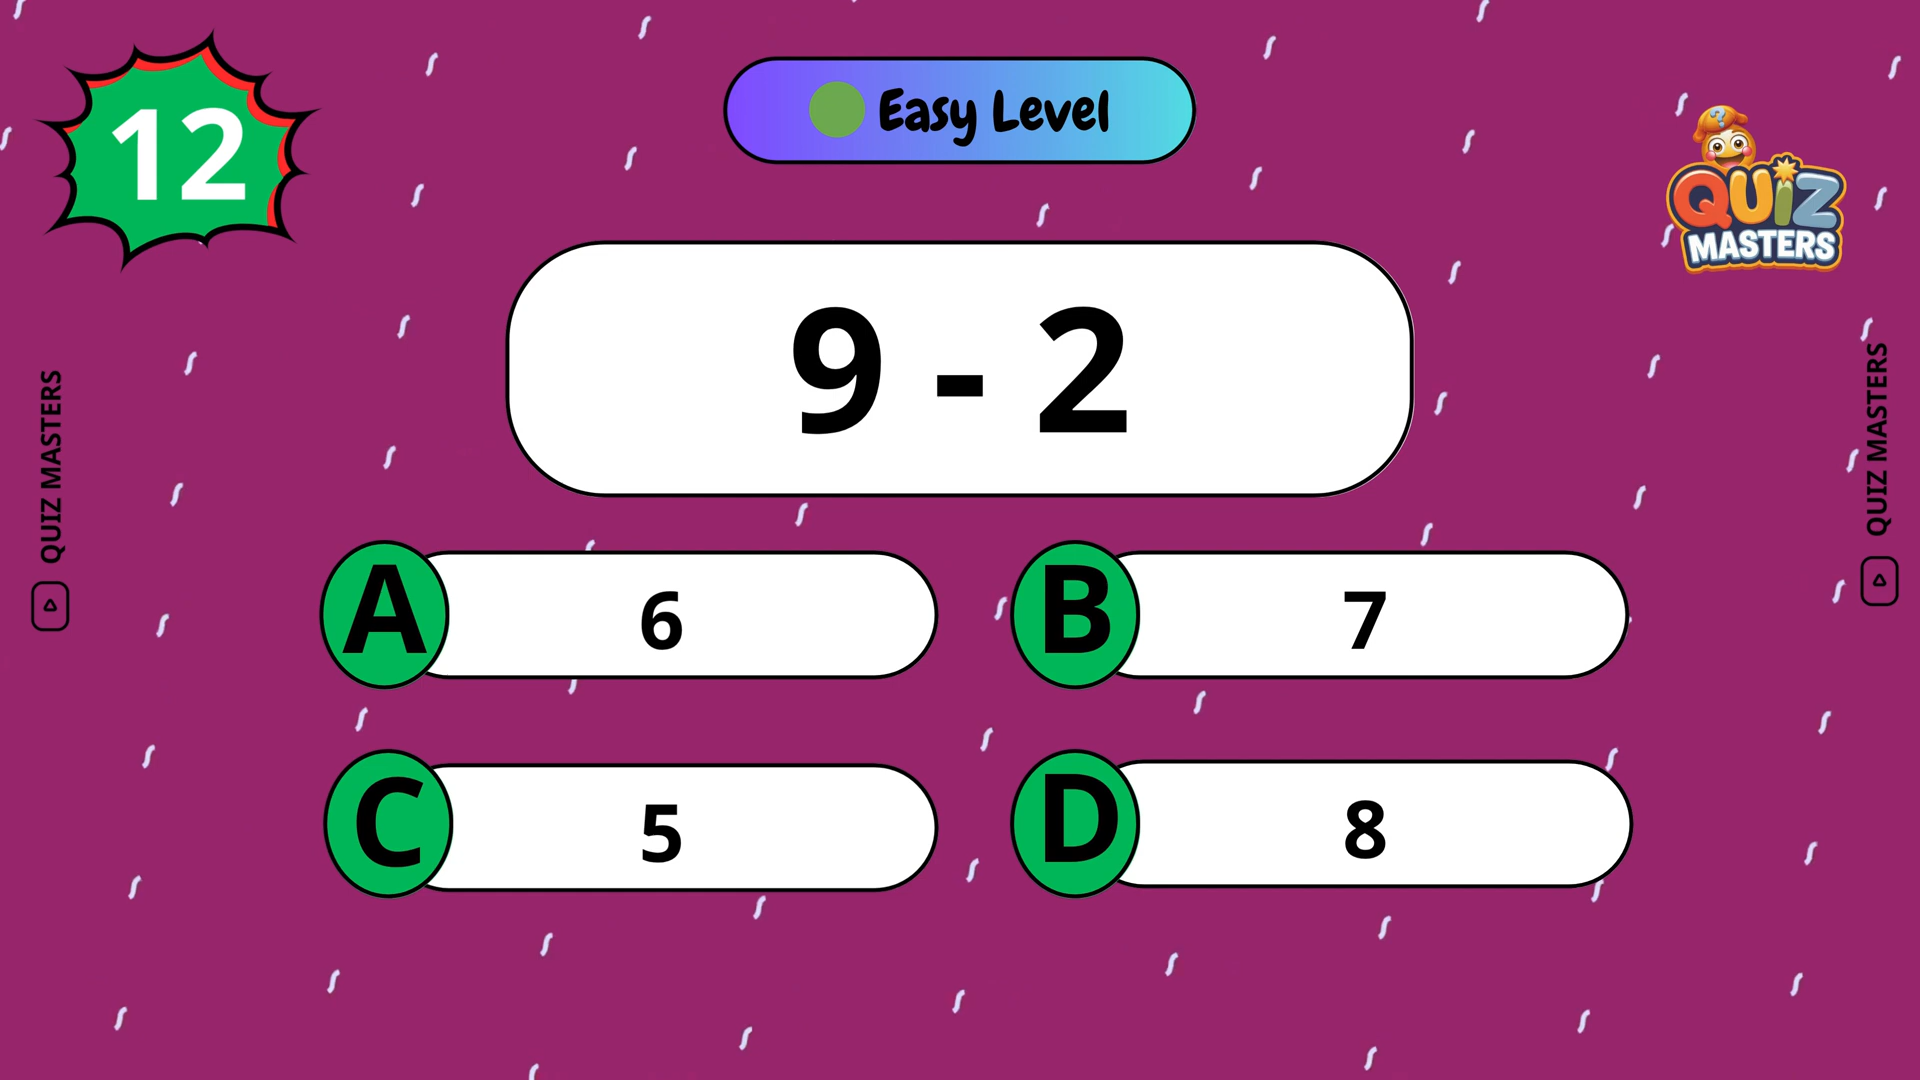 12
Easy Level
?
QUIZ
MASTERS
9 - 2
A 6
B 7
C 5
D 8
QUIZ MASTERS
QUIZ MASTERS